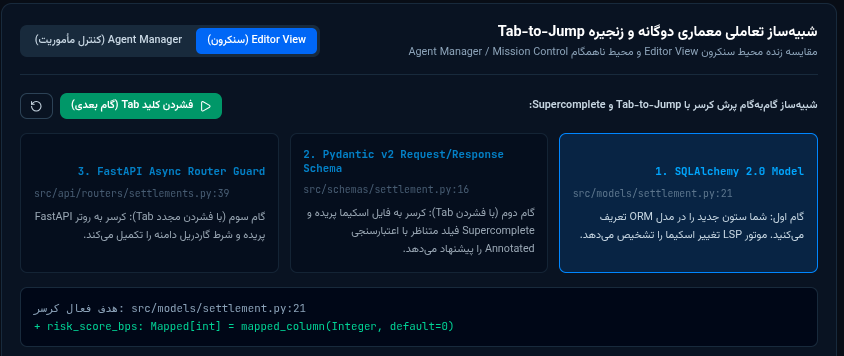 شبیه‌ساز تعاملی معماری دوگانه و زنجیره Tab-to-Jump
مقایسه زنده محیط سنکرون Editor View و محیط ناهمگام Agent Manager / Mission Control
Editor View (سنکرون)
Agent Manager (کنترل مأموریت)
شبیه‌ساز گام‌به‌گام پرش کرسر با Tab-to-Jump و Supercomplete:
فشردن کلید Tab (گام بعدی)
1. SQLAlchemy 2.0 Model
src/models/settlement.py:21
گام اول: شما ستون جدید را در مدل ORM تعریف
می‌کنید. موتور LSP تغییر اسکیما را تشخیص می‌دهد.
2. Pydantic v2 Request/Response
Schema
src/schemas/settlement.py:16
گام دوم (با فشردن Tab): کرسر به فایل اسکیما پریده و
Supercomplete فیلد متناظر با اعتبارسنجی
Annotated را پیشنهاد می‌دهد.
3. FastAPI Async Router Guard
src/api/routers/settlements.py:39
گام سوم (با فشردن مجدد Tab): کرسر به روتر FastAPI
پریده و شرط گاردریل دامنه را تکمیل می‌کند.
هدف فعال کرسر: src/models/settlement.py:21
+ risk_score_bps: Mapped[int] = mapped_column(Integer, default=0)